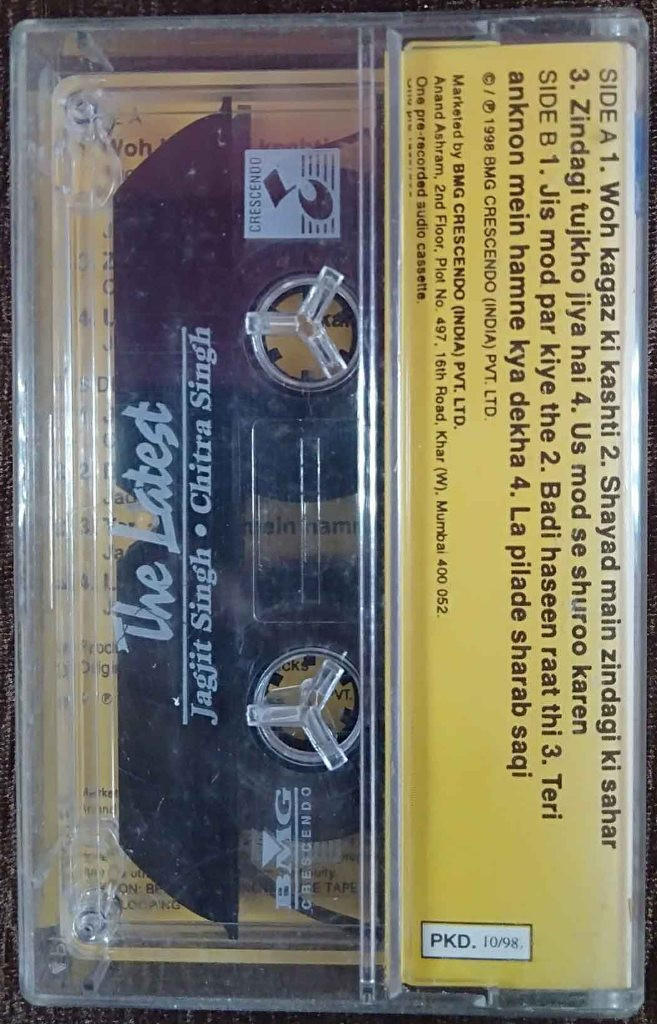 SIDE A 1. Woh kagaz ki kashti 2. Shayad main zindagi ki sahar
3. Zindagi tujkho jiya hai 4. Us mod se shuroo karen
SIDE B 1. Jis mod par kiye the 2. Badi haseen raat thi 3. Teri
anknon mein hamne kya dekha 4. La pilade sharab saqi
© / ℗ 1998 BMG CRESCENDO (INDIA) PVT. LTD.
Marketed by BMG CRESCENDO (INDIA) PVT. LTD.
Anand Ashram, 2nd Floor, Plot No. 497, 16th Road, Khar (W), Mumbai 400 052.
One pre-recorded audio cassette.
PKD. 10/98.
CRESCENDO
The Latest
Jagjit Singh • Chitra Singh
BMG
CRESCENDO